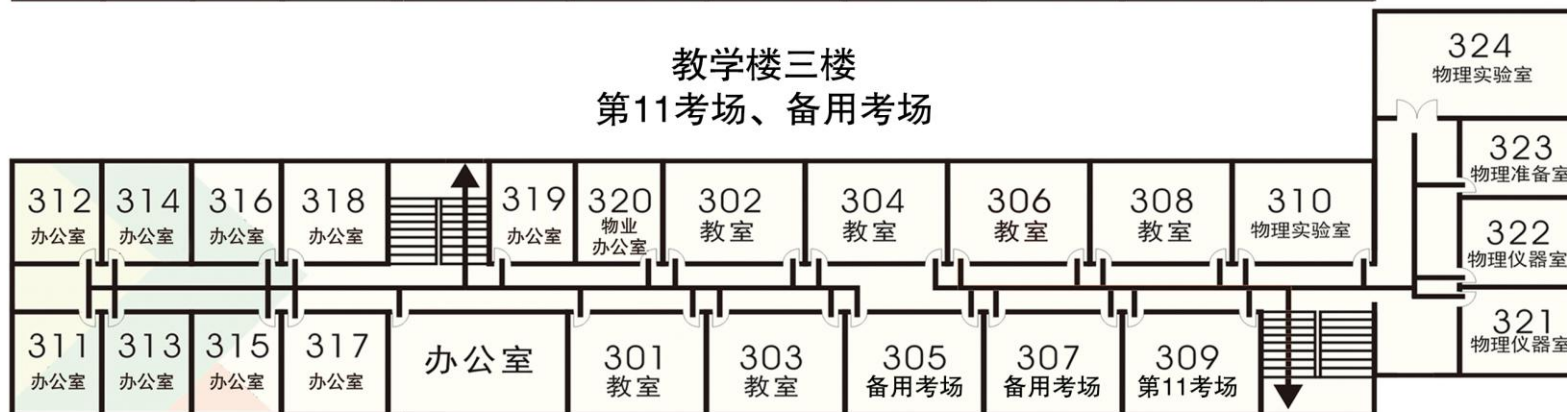 教学楼三楼
第11考场、备用考场
324
物理实验室
323
物理准备室
322
物理仪器室
321
物理仪器室
312
办公室
314
办公室
316
办公室
318
办公室
319
办公室
320
物业
办公室
302
教室
304
教室
306
教室
308
教室
310
物理实验室
311
办公室
313
办公室
315
办公室
317
办公室
办公室
301
教室
303
教室
305
备用考场
307
备用考场
309
第11考场